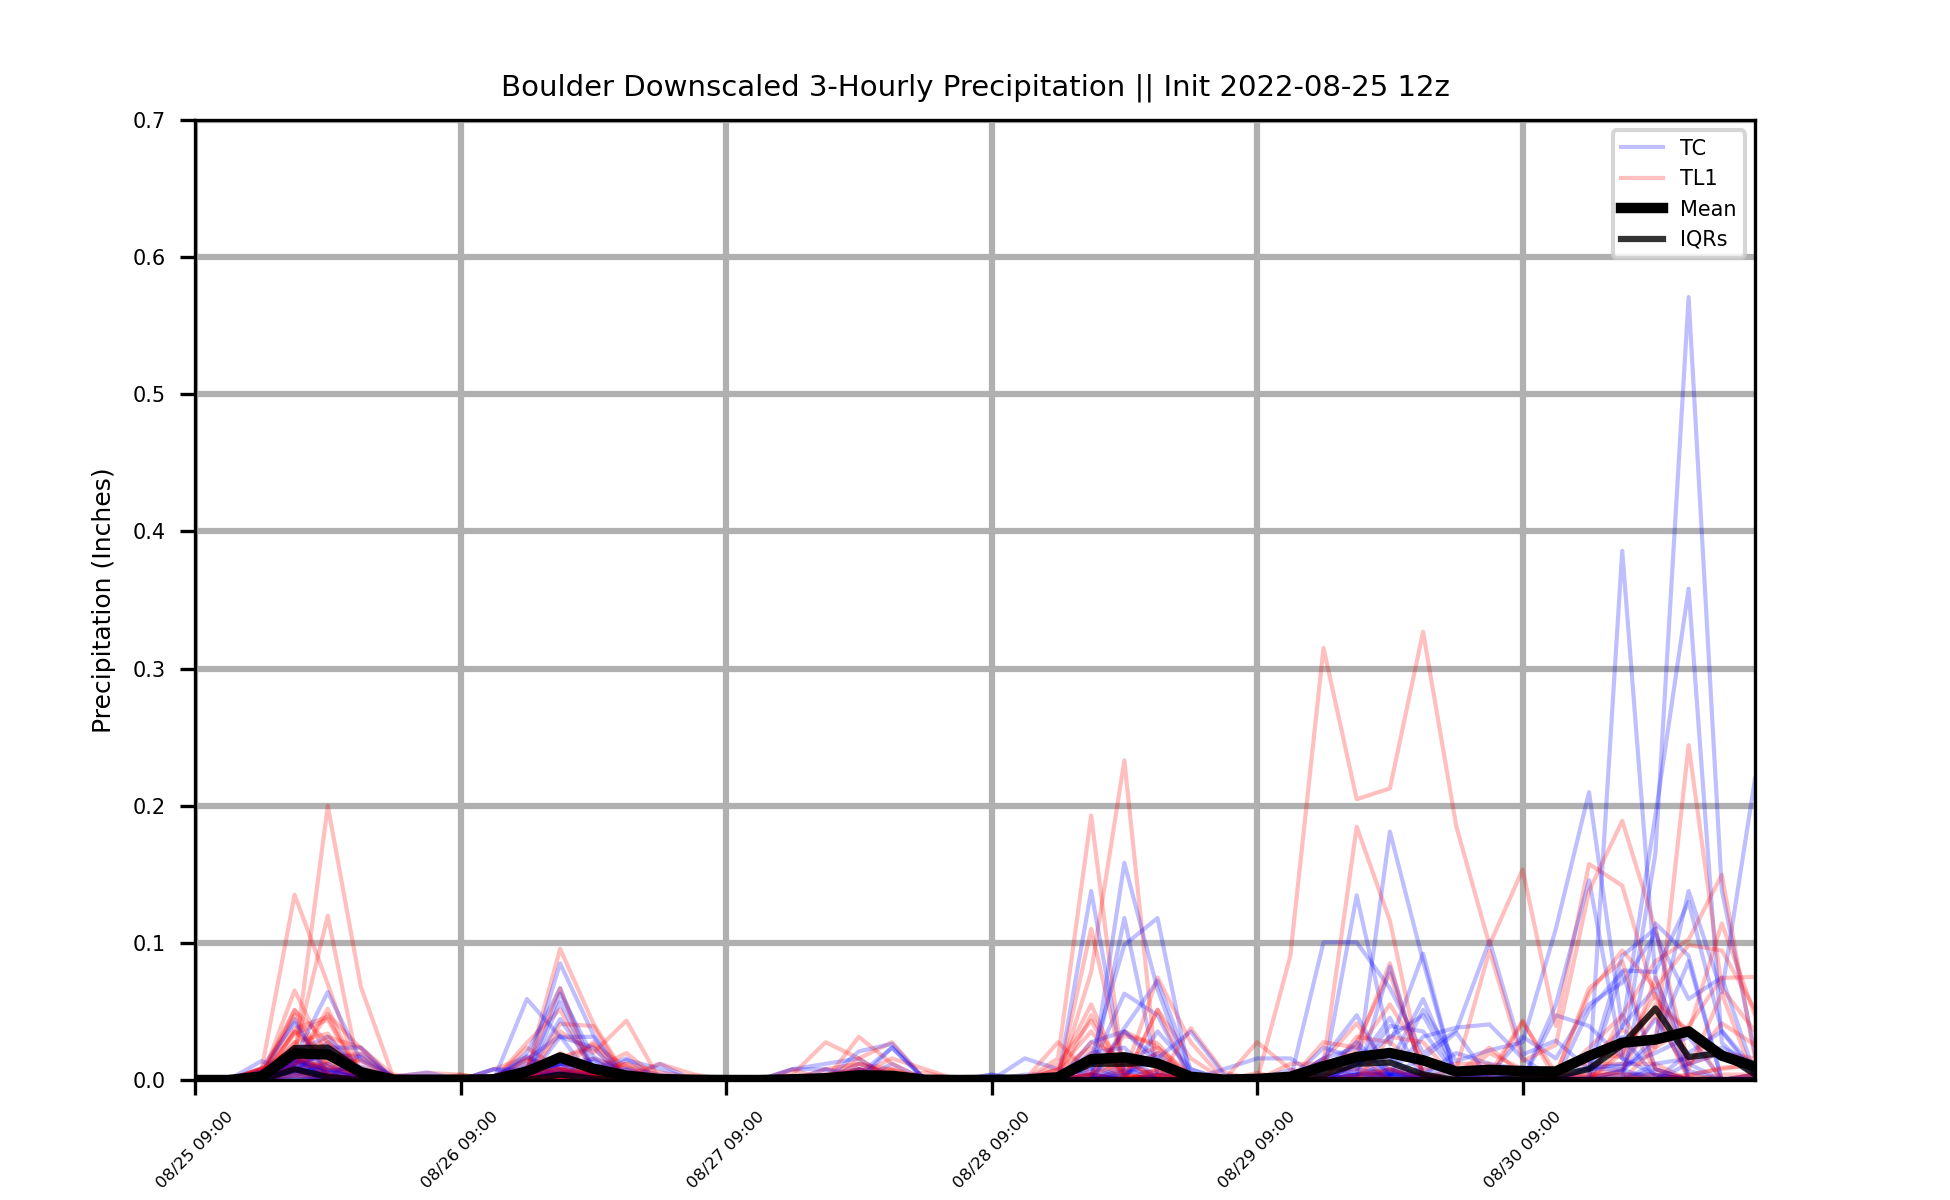 Boulder Downscaled 3-Hourly Precipitation || Init 2022-08-25 12z
0.7
0.6
0.5
0.4
0.3
0.2
0.1
0.0
Precipitation (Inches)
TC
TL1
Mean
IQRs
08/25 09:00
08/26 09:00
08/27 09:00
08/28 09:00
08/29 09:00
08/30 09:00